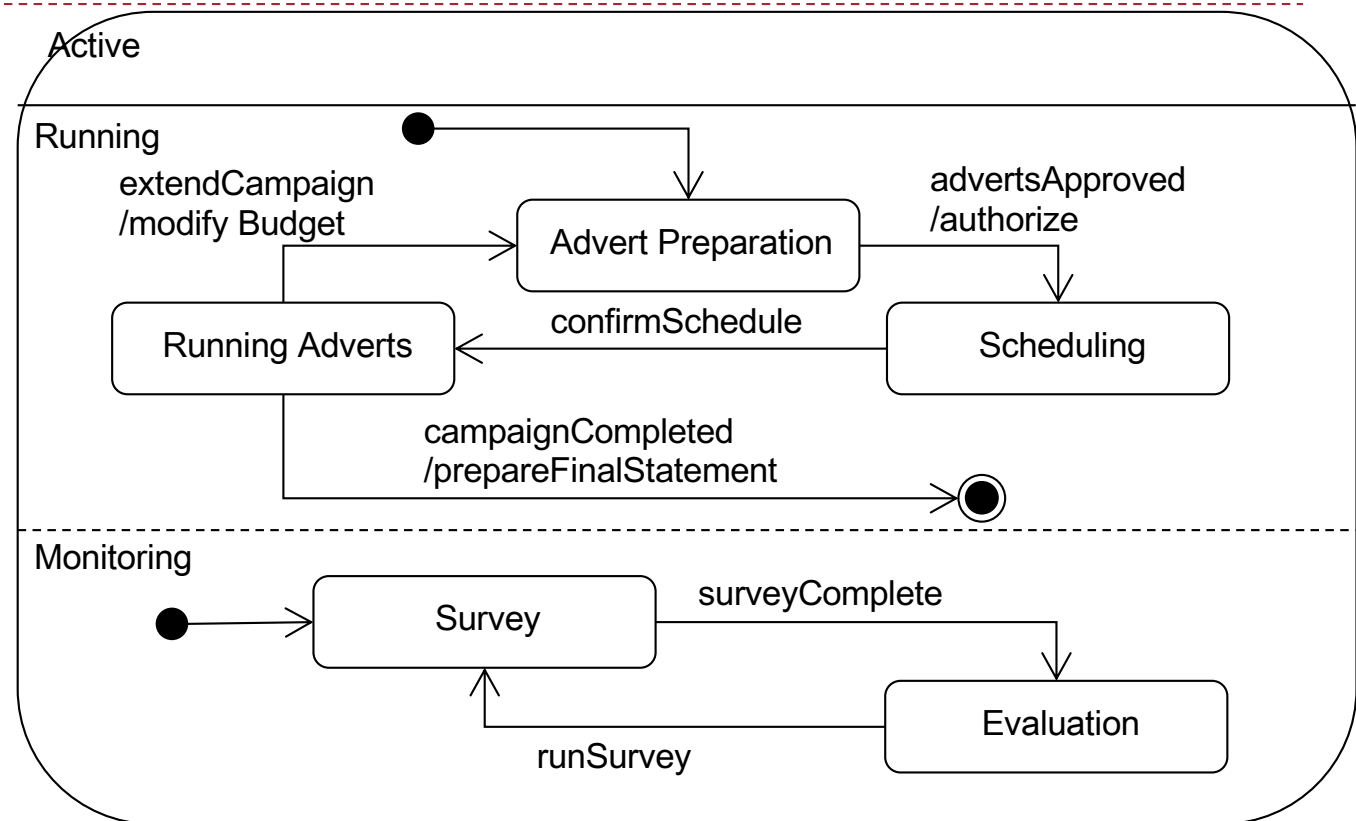 Active
Running
extendCampaign
/modify Budget
advertsApproved
/authorize
Advert Preparation
confirmSchedule
Running Adverts
Scheduling
campaignCompleted
/prepareFinalStatement
Monitoring
Survey
surveyComplete
Evaluation
runSurvey